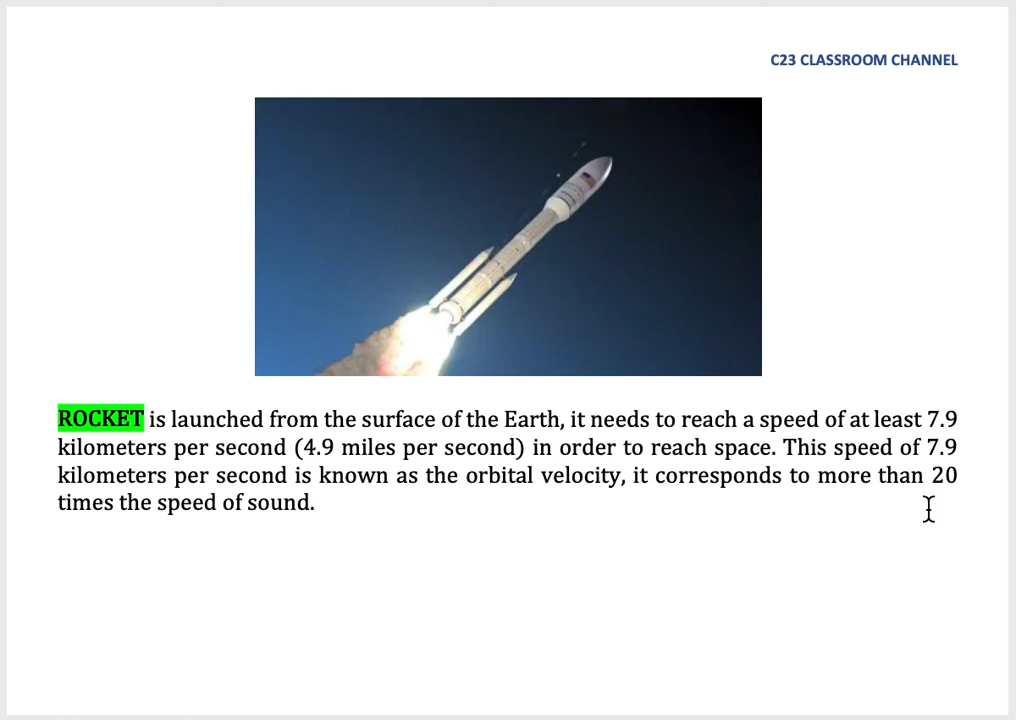 C23 CLASSROOM CHANNEL
ROCKET is launched from the surface of the Earth, it needs to reach a speed of at least 7.9
kilometers per second (4.9 miles per second) in order to reach space. This speed of 7.9
kilometers per second is known as the orbital velocity, it corresponds to more than 20
times the speed of sound.